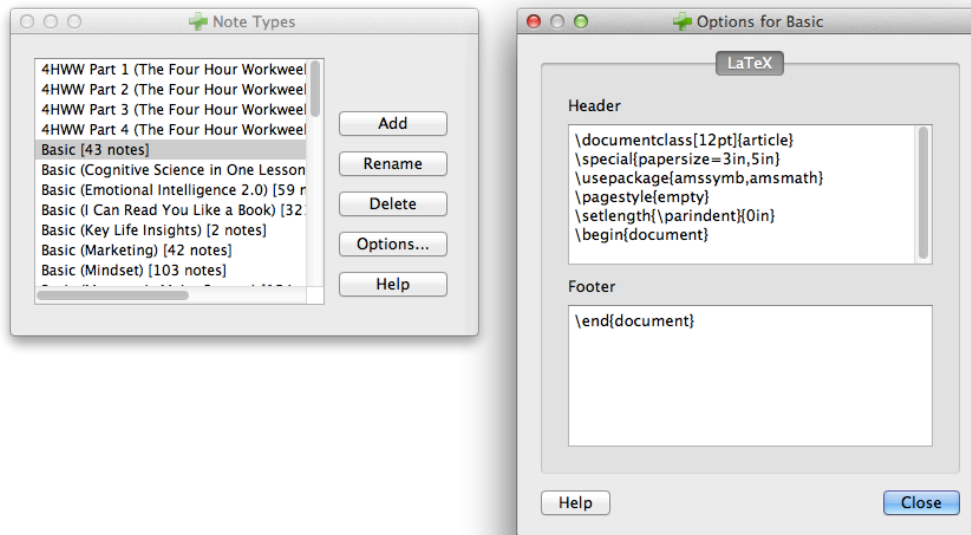 Note Types
4HWW Part 1 (The Four Hour Workweel
4HWW Part 2 (The Four Hour Workweel
4HWW Part 3 (The Four Hour Workweel
4HWW Part 4 (The Four Hour Workweel
Basic [43 notes]
Basic (Cognitive Science in One Lesson
Basic (Emotional Intelligence 2.0) [59 r
Basic (I Can Read You Like a Book) [32
Basic (Key Life Insights) [2 notes]
Basic (Marketing) [42 notes]
Basic (Mindset) [103 notes]
Add
Rename
Delete
Options...
Help
Options for Basic
LaTeX
Header
\documentclass[12pt]{article}
\special{papersize=3in,5in}
\usepackage{amssymb,amsmath}
\pagestyle{empty}
\setlength{\parindent}{0in}
\begin{document}
Footer
\end{document}
Help
Close